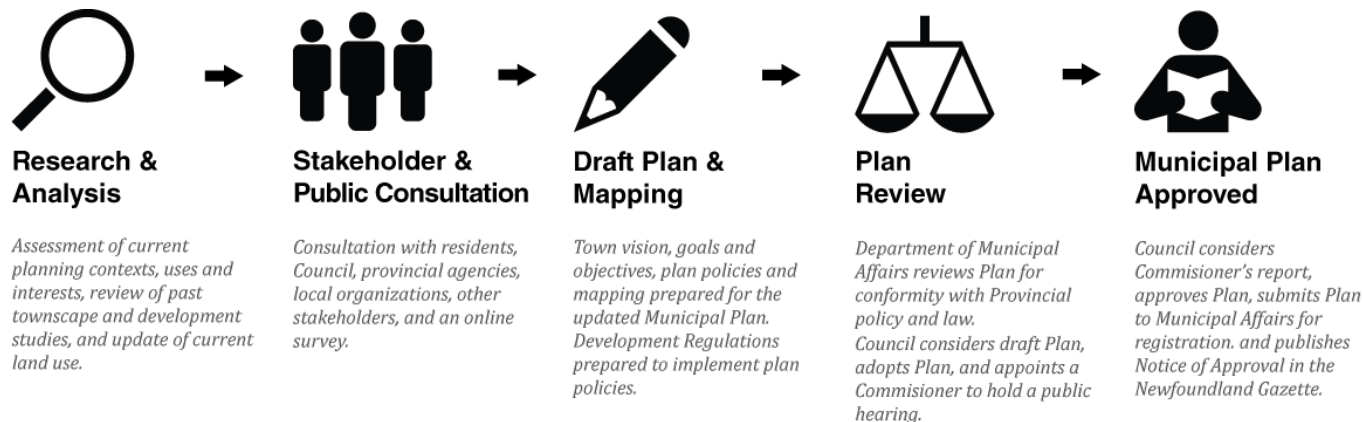 Research &
Analysis
Assessment of current
planning contexts, uses and
interests, review of past
townscape and development
studies, and update of current
land use.
Stakeholder &
Public Consultation
Consultation with residents,
Council, provincial agencies,
local organizations, other
stakeholders, and an online
survey.
Draft Plan &
Mapping
Town vision, goals and
objectives, plan policies and
mapping prepared for the
updated Municipal Plan.
Development Regulations
prepared to implement plan
policies.
Plan
Review
Department of Municipal
Affairs reviews Plan for
conformity with Provincial
policy and law.
Council considers draft Plan,
adopts Plan, and appoints a
Commisioner to hold a public
hearing.
Municipal Plan
Approved
Council considers
Commisioner's report,
approves Plan, submits Plan
to Municipal Affairs for
registration. and publishes
Notice of Approval in the
Newfoundland Gazette.